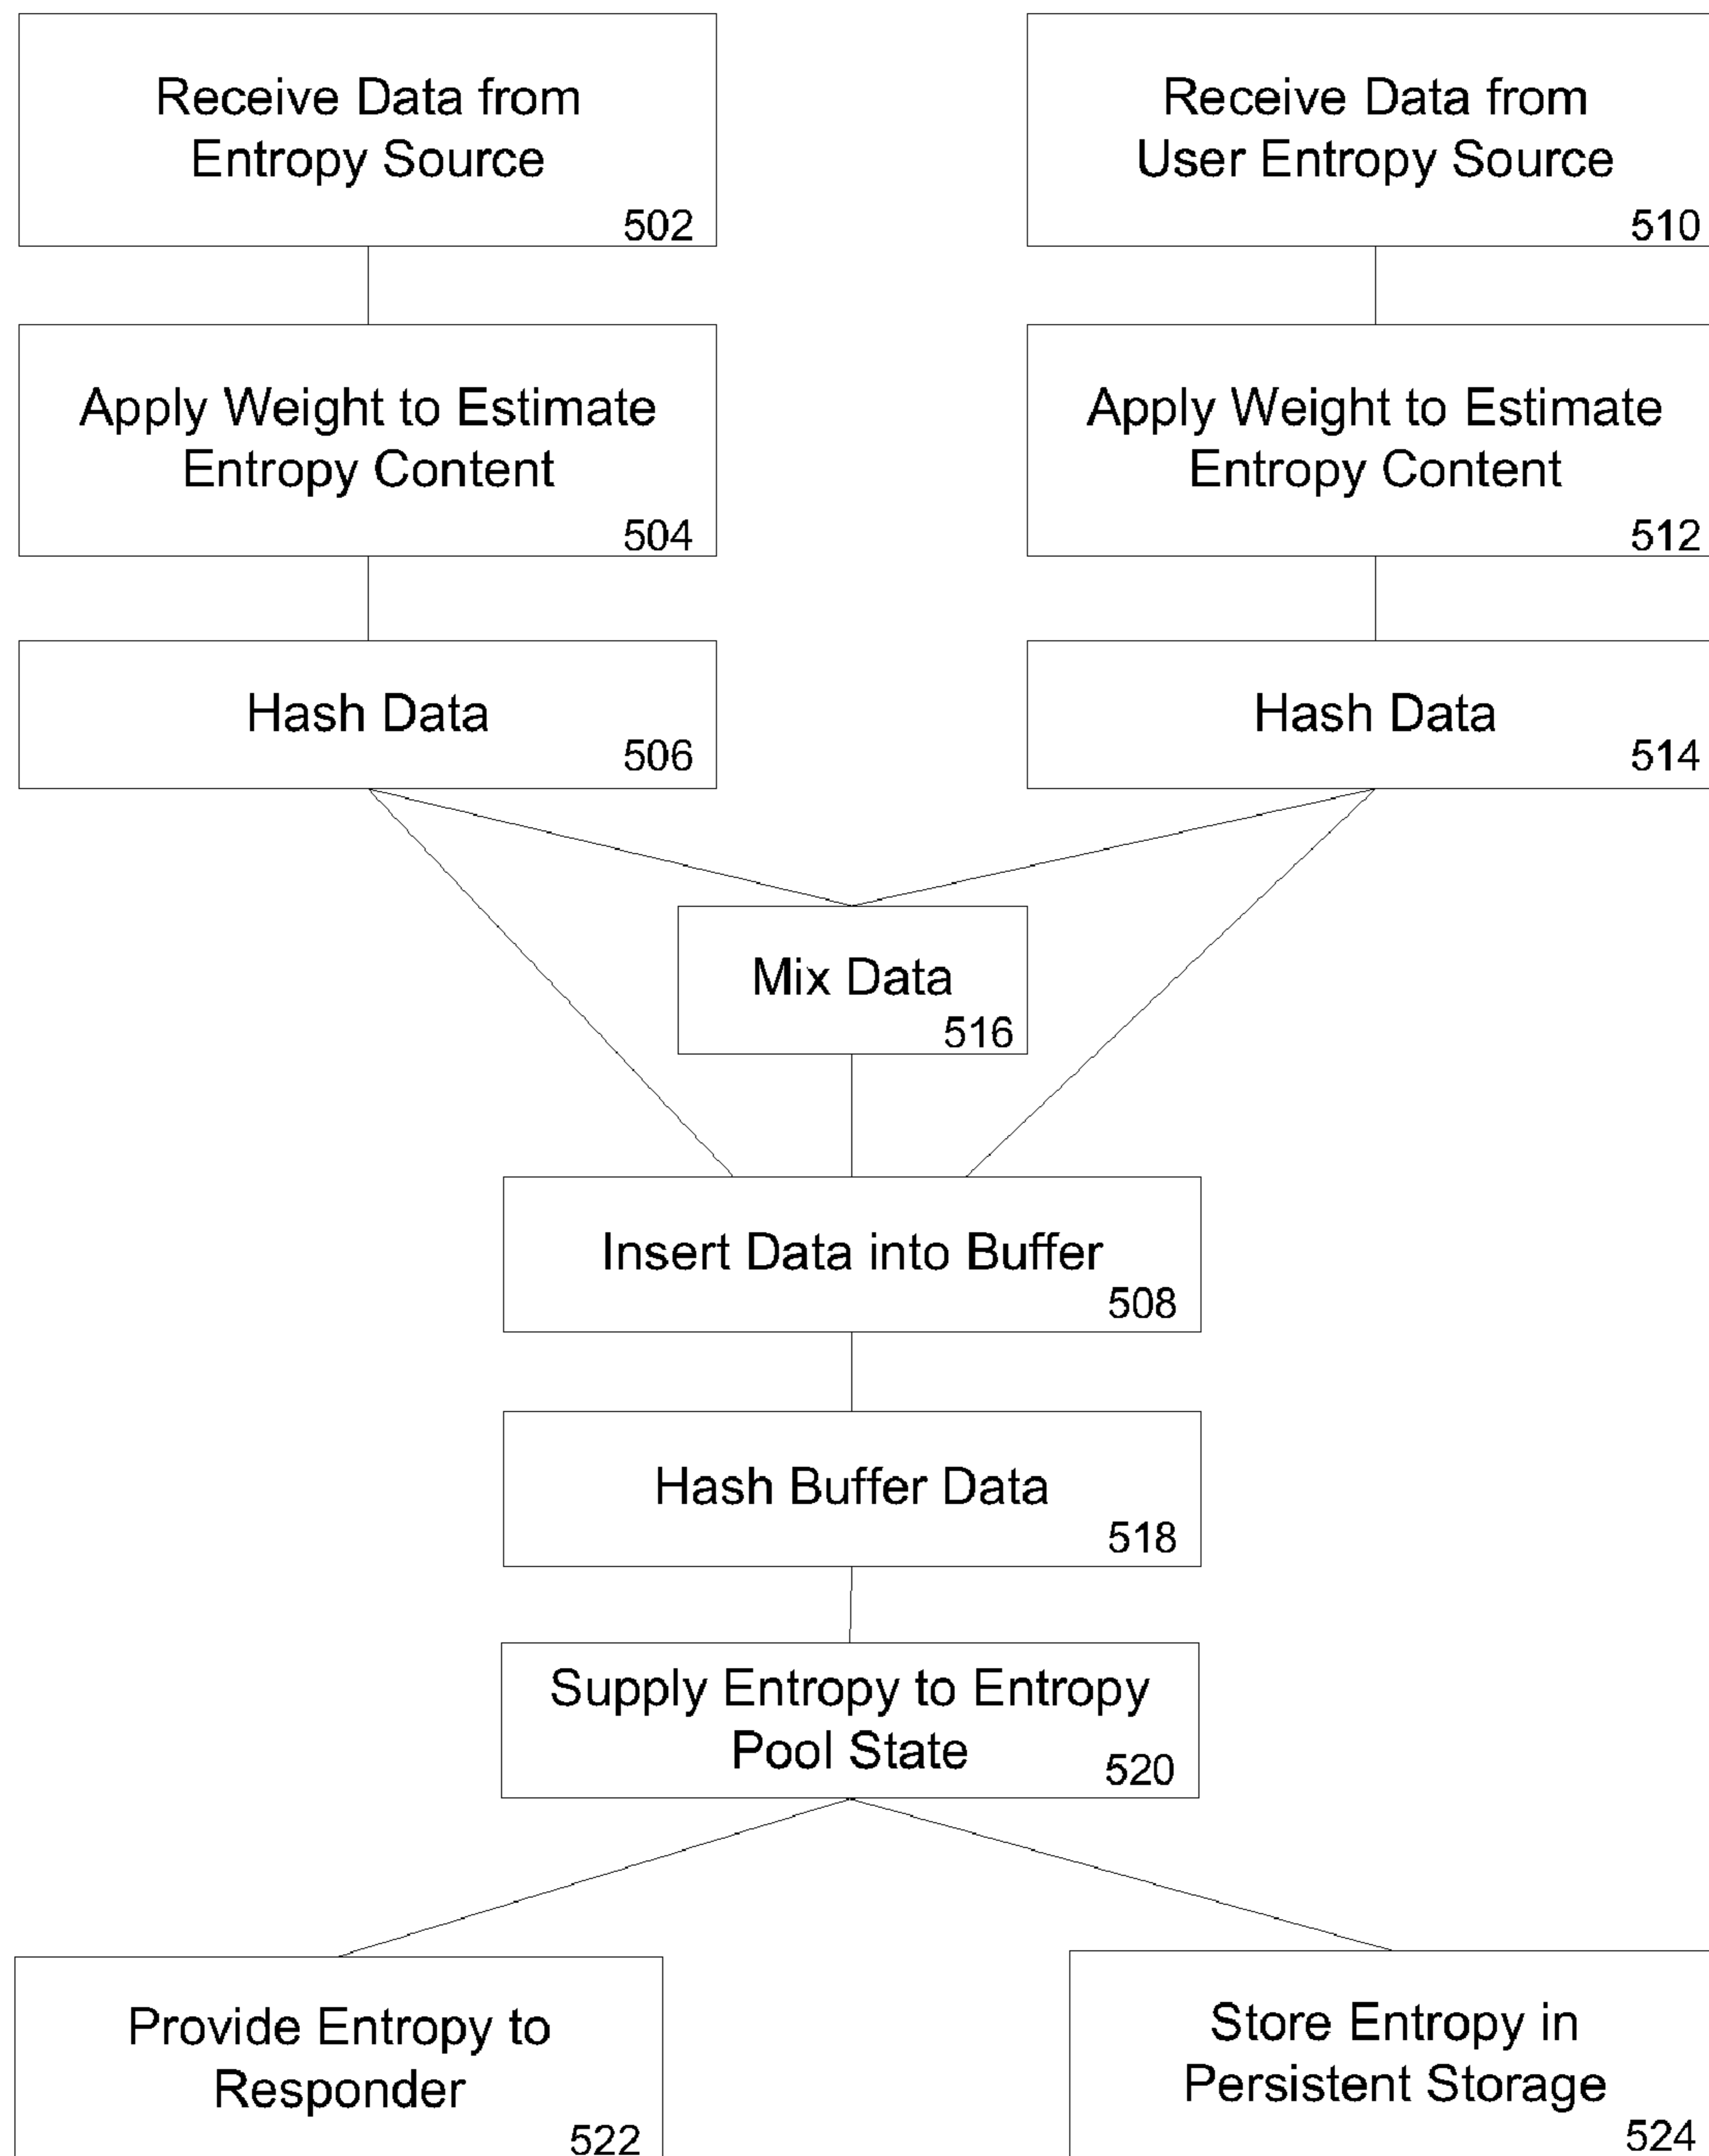 Receive Data from
Entropy Source
502
Receive Data from
User Entropy Source
510
Apply Weight to Estimate
Entropy Content
504
Apply Weight to Estimate
Entropy Content
512
Hash Data
506
Hash Data
514
Mix Data
516
Insert Data into Buffer
508
Hash Buffer Data
518
Supply Entropy to Entropy
Pool State
520
Provide Entropy to
Responder
522
Store Entropy in
Persistent Storage
524